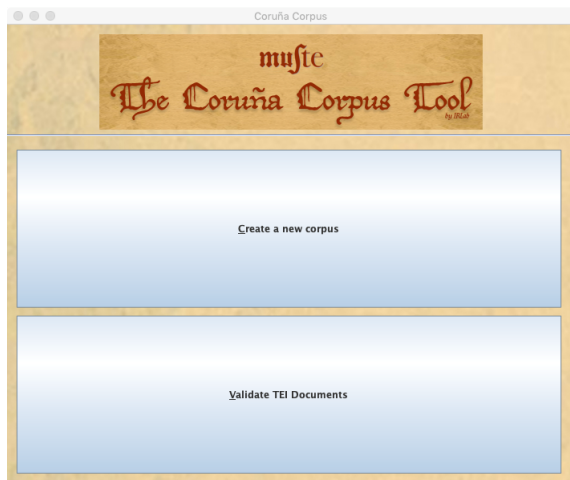 Coruña Corpus
muſte
The Coruña Corpus Tool
by IRLab
Create a new corpus
Validate TEI Documents